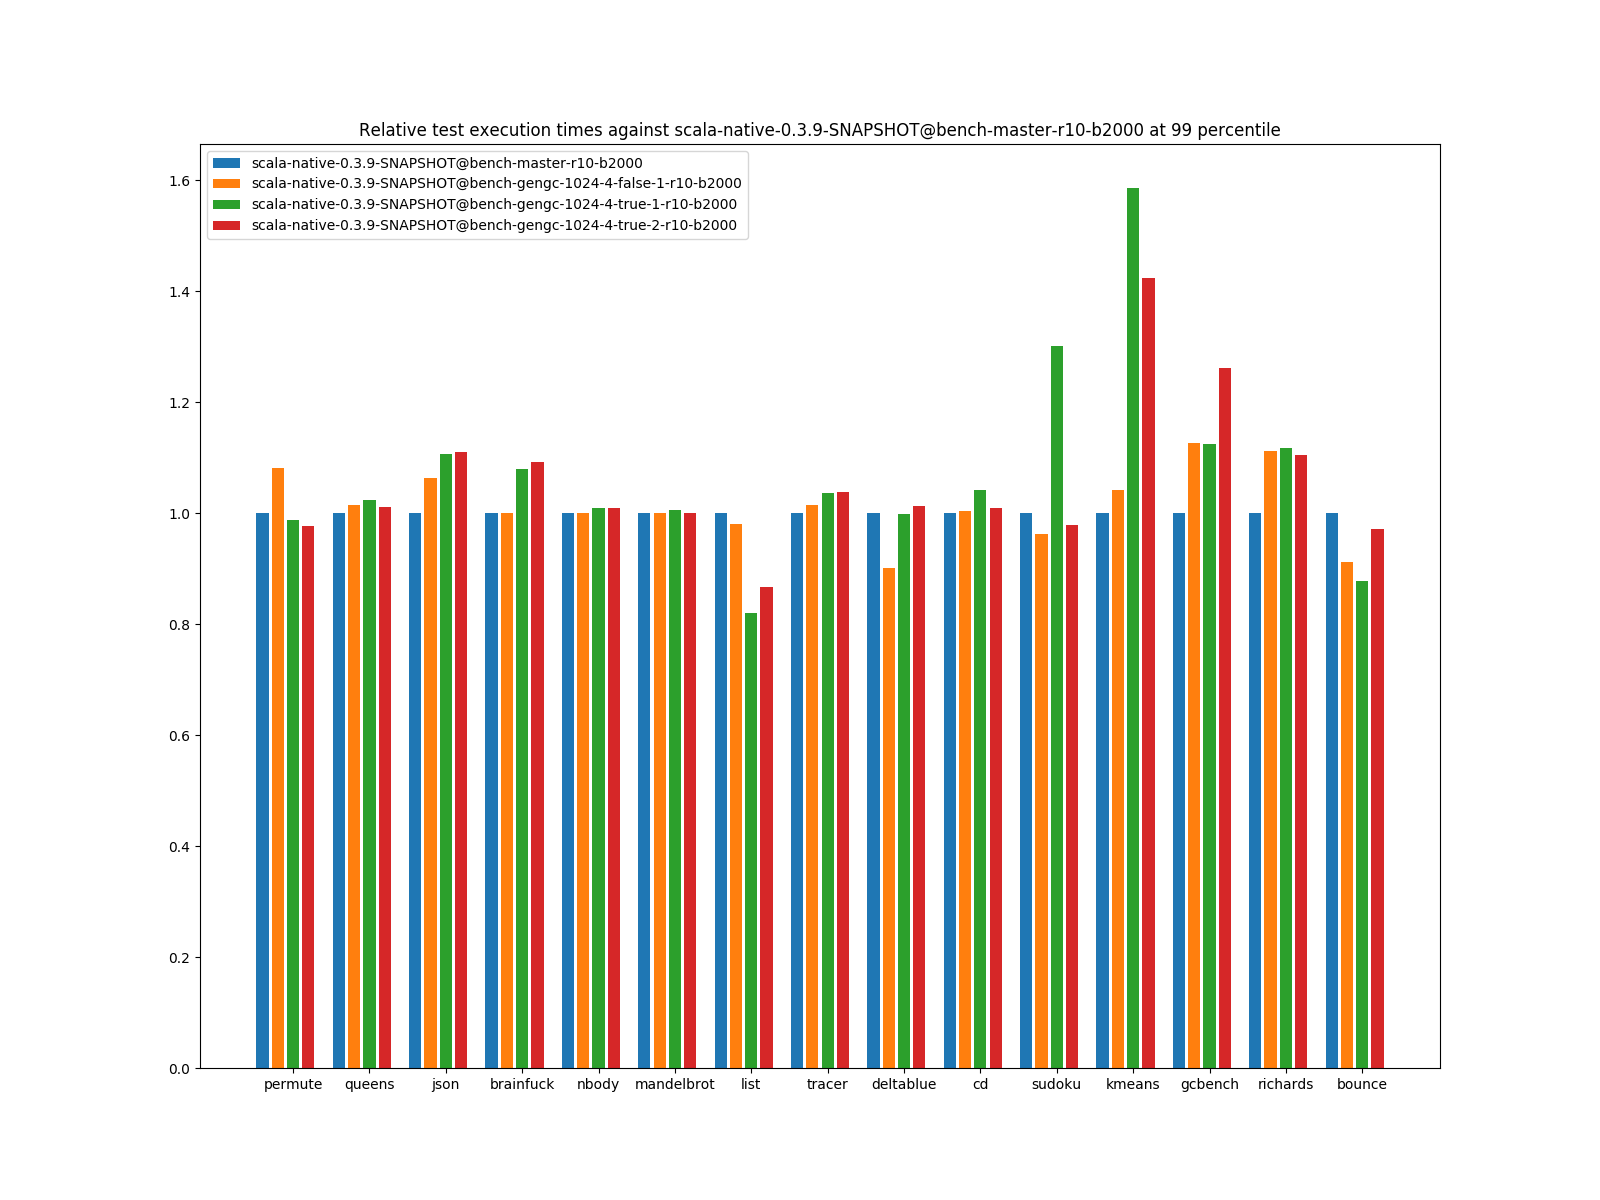 Relative test execution times against scala-native-0.3.9-SNAPSHOT@bench-master-r10-b2000 at 99 percentile
scala-native-0.3.9-SNAPSHOT@bench-master-r10-b2000
scala-native-0.3.9-SNAPSHOT@bench-gengc-1024-4-false-1-r10-b2000
scala-native-0.3.9-SNAPSHOT@bench-gengc-1024-4-true-1-r10-b2000
scala-native-0.3.9-SNAPSHOT@bench-gengc-1024-4-true-2-r10-b2000
1.6
1.4
1.2
1.0
0.8
0.6
0.4
0.2
0.0
permute queens json brainfuck nbody mandelbrot list tracer deltablue cd sudoku kmeans gcbench richards bounce